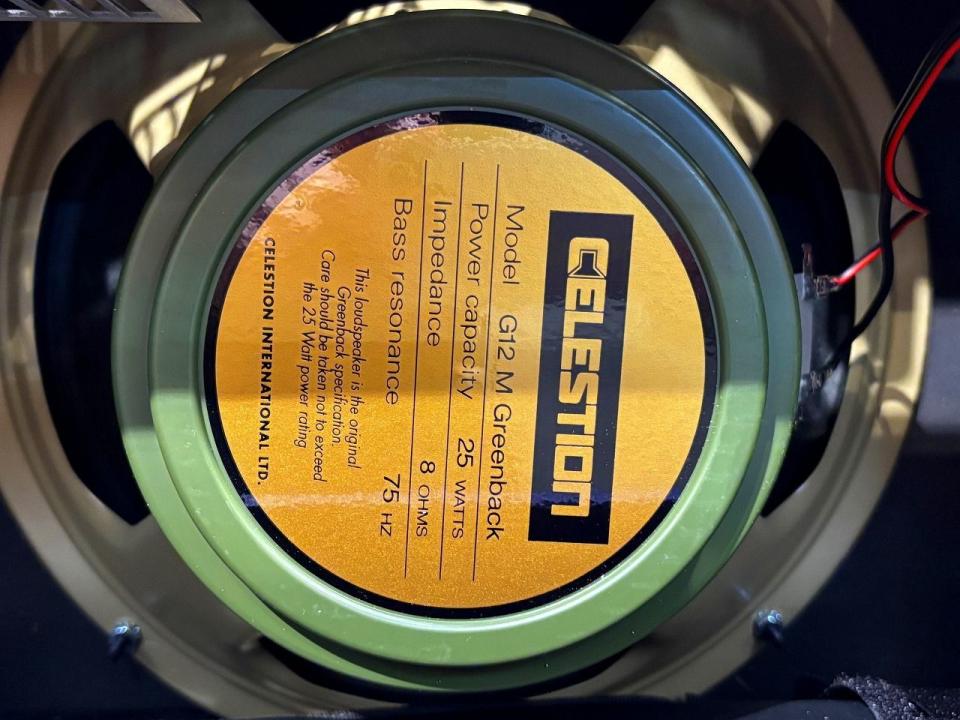 CELESTION
Model G12 M Greenback
Power capacity 25 WATTS
Impedance 8 OHMS
Bass resonance 75 HZ
This loudspeaker is the original
Greenback specification.
Care should be taken not to exceed
the 25 Watt power rating
CELESTION INTERNATIONAL LTD.